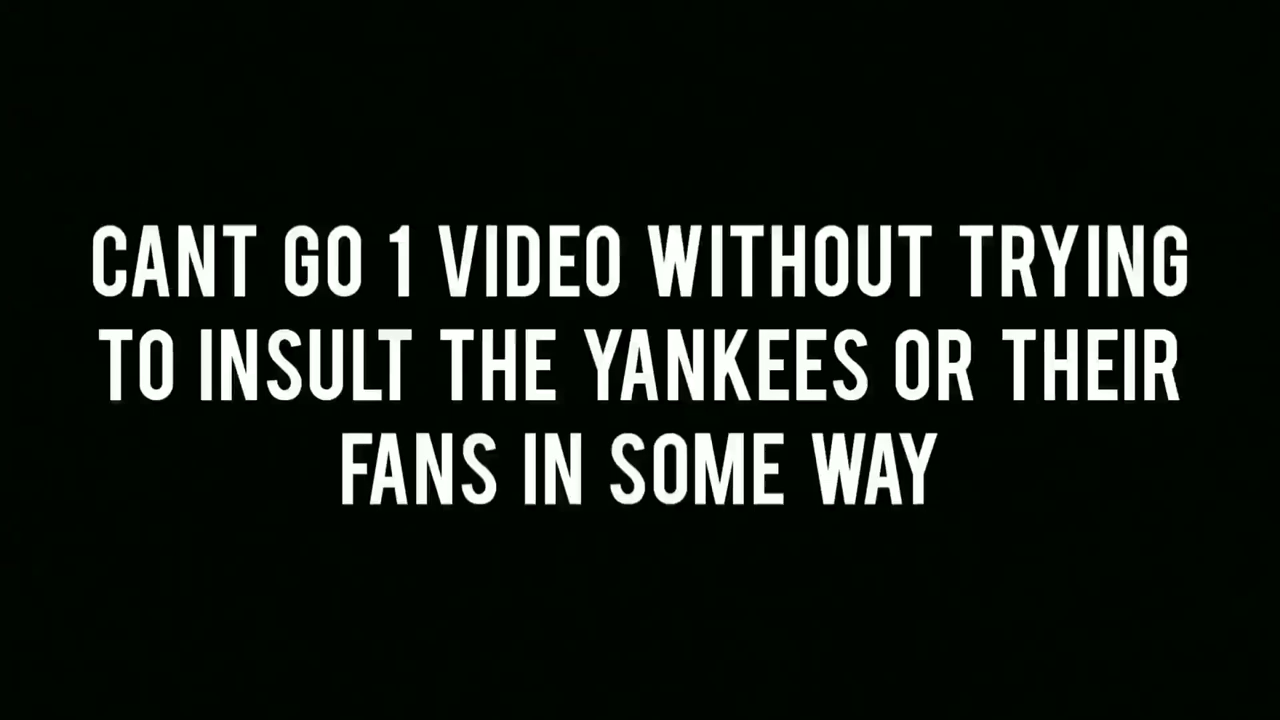 CANT GO 1 VIDEO WITHOUT TRYING
TO INSULT THE YANKEES OR THEIR
FANS IN SOME WAY